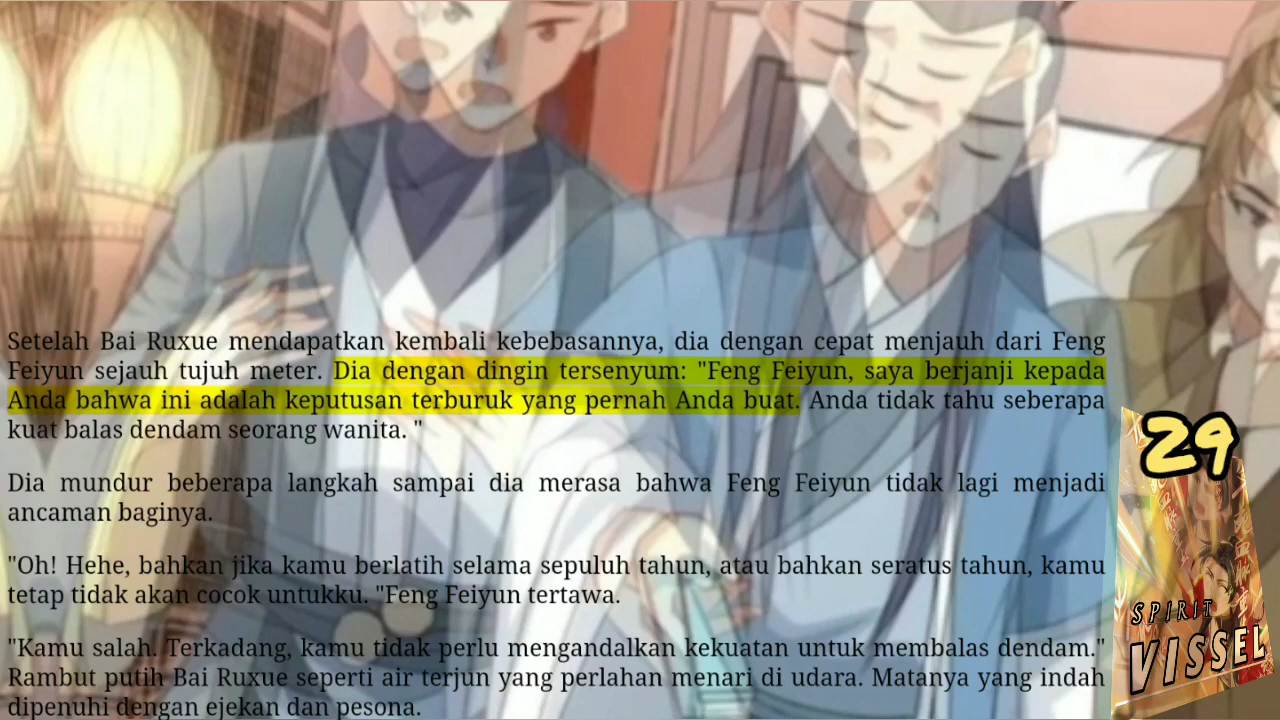 Setelah Bai Ruxue mendapatkan kembali kebebasannya, dia dengan cepat menjauh dari Feng
Feiyun sejauh tujuh meter. Dia dengan dingin tersenyum: "Feng Feiyun, saya berjanji kepada
Anda bahwa ini adalah keputusan terburuk yang pernah Anda buat. Anda tidak tahu seberapa
kuat balas dendam seorang wanita. "
Dia mundur beberapa langkah sampai dia merasa bahwa Feng Feiyun tidak lagi menjadi
ancaman baginya.
"Oh! Hehe, bahkan jika kamu berlatih selama sepuluh tahun, atau bahkan seratus tahun, kamu
tetap tidak akan cocok untukku. "Feng Feiyun tertawa.
"Kamu salah. Terkadang, kamu tidak perlu mengandalkan kekuatan untuk membalas dendam."
Rambut putih Bai Ruxue seperti air terjun yang perlahan menari di udara. Matanya yang indah
dipenuhi dengan ejekan dan pesona.
29
SPIRIT
VISSEL